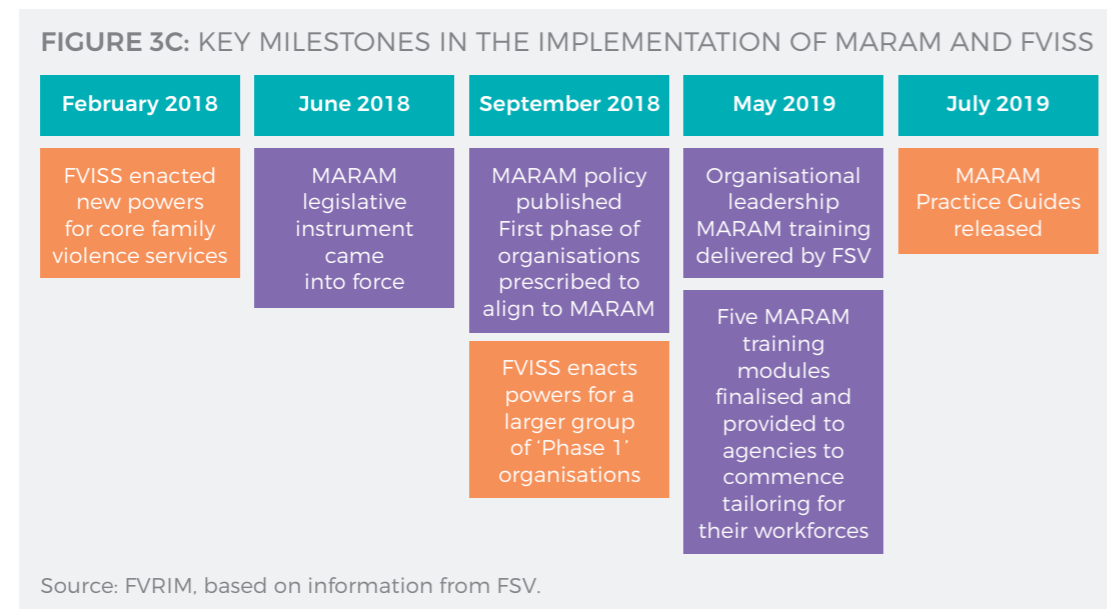 FIGURE 3C: KEY MILESTONES IN THE IMPLEMENTATION OF MARAM AND FVISS
February 2018
FVISS enacted
new powers
for core family
violence services
June 2018
MARAM
legislative
instrument
came
into force
September 2018
MARAM policy
published
First phase of
organisations
prescribed to
align to MARAM
FVISS enacts
powers for a
larger group
of ‘Phase 1’
organisations
May 2019
Organisational
leadership
MARAM training
delivered by FSV
Five MARAM
training
modules
finalised and
provided to
agencies to
commence
tailoring for
their workforces
July 2019
MARAM
Practice Guides
released
Source: FVRIM, based on information from FSV.